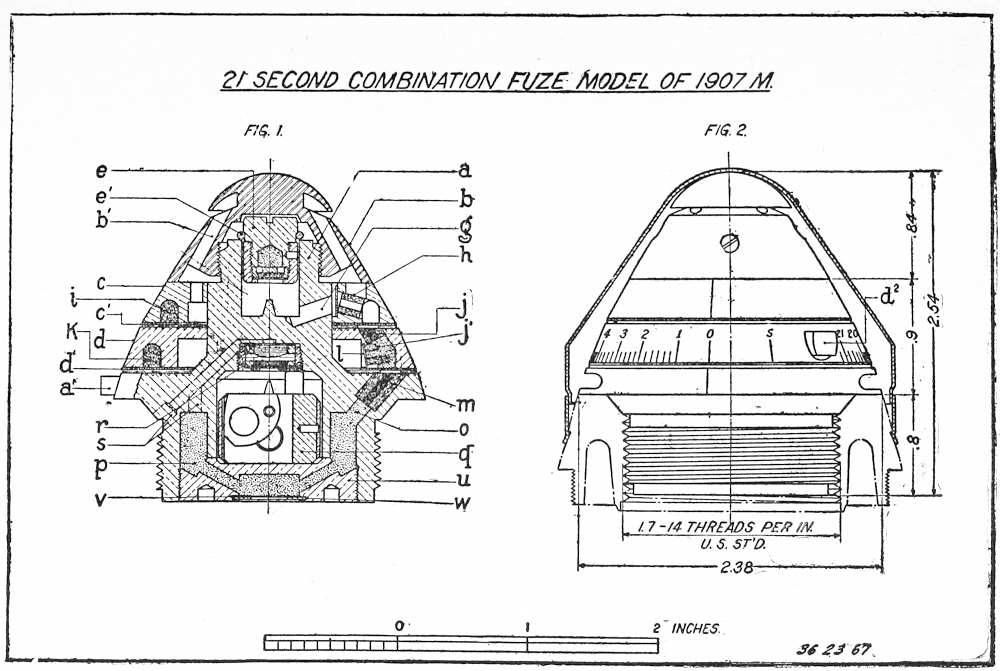 21 SECOND COMBINATION FUZE MODEL OF 1907 M.
FIG. 1.
FIG. 2.
e
e'
b'
c
i
c'
k
d
d'
a"
r
s
p
v
a
b
g
h
j
j'
l
m
o
q
u
w
d²
4 3 2 1 0 5 21 20
.84
.9
2.54
.8
1.7-14 THREADS PER IN.
U. S. ST'D.
2.38
0 1 2 INCHES.
36 23 67